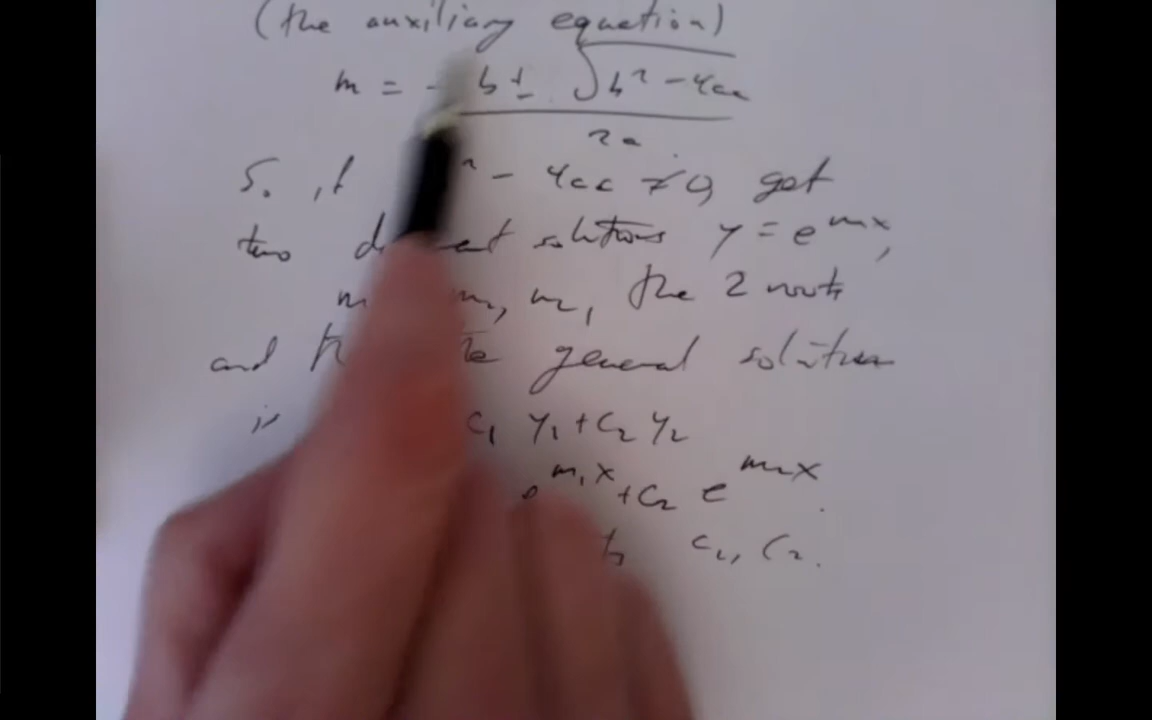 (the auxiliary equation)
m = - b ± √b² - 4ac
2a
So if ² - 4ac ≠ 0, get
two solutions y = e^mx,
m₂, the 2 roots
and the general solution
is c₁ y₁ + c₂ y₂
e^m₁x + c₂ e^m₂x.
c₁, c₂.